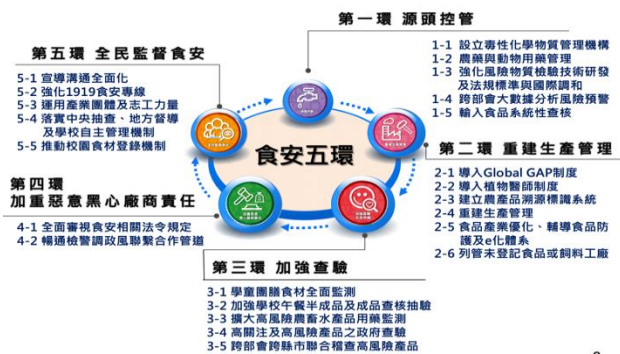 第一環 源頭控管
1-1 設立毒性化學物質管理機構
1-2 農藥與動物用藥管理
1-3 強化風險物質檢驗技術研發
及法規標準與國際調和
1-4 跨部會大數據分析風險預警
1-5 輸入食品系統性查核
第二環 重建生產管理
2-1 導入Global GAP制度
2-2 導入植物醫師制度
2-3 建立農產品溯源標識系統
2-4 重建生產管理
2-5 食品產業優化、輔導食品防
護及e化體系
2-6 列管未登記食品或飼料工廠
第三環 加強查驗
3-1 學童團膳食材全面監測
3-2 加強學校午餐半成品及成品查核抽驗
3-3 擴大高風險農畜水產品用藥監測
3-4 高關注及高風險產品之政府查驗
3-5 跨部會跨縣市聯合稽查高風險產品
第四環
加重惡意黑心廠商責任
4-1 全面審視食安相關法令規定
4-2 暢通檢警調政風聯繫合作管道
第五環 全民監督食安
5-1 宣導溝通全面化
5-2 強化1919食安專線
5-3 運用產業團體及志工力量
5-4 落實中央抽查、地方督導
及學校自主管理機制
5-5 推動校園食材登錄機制
食安五環